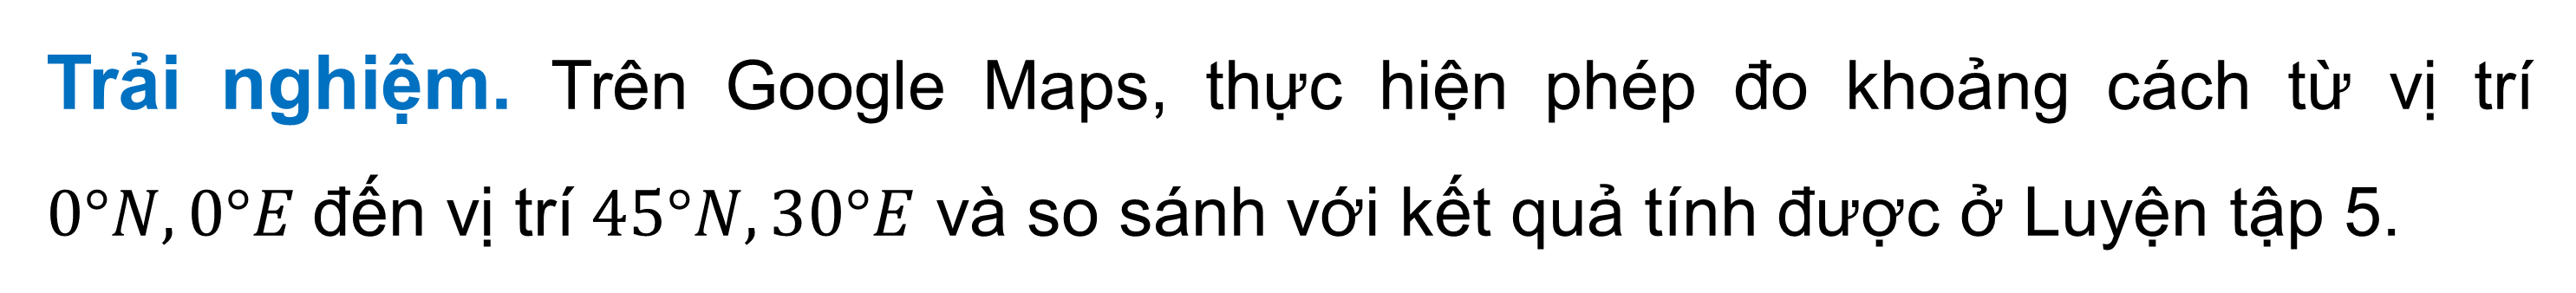 Trải nghiệm. Trên Google Maps, thực hiện phép đo khoảng cách từ vị trí
0°N, 0°E đến vị trí 45°N, 30°E và so sánh với kết quả tính được ở Luyện tập 5.